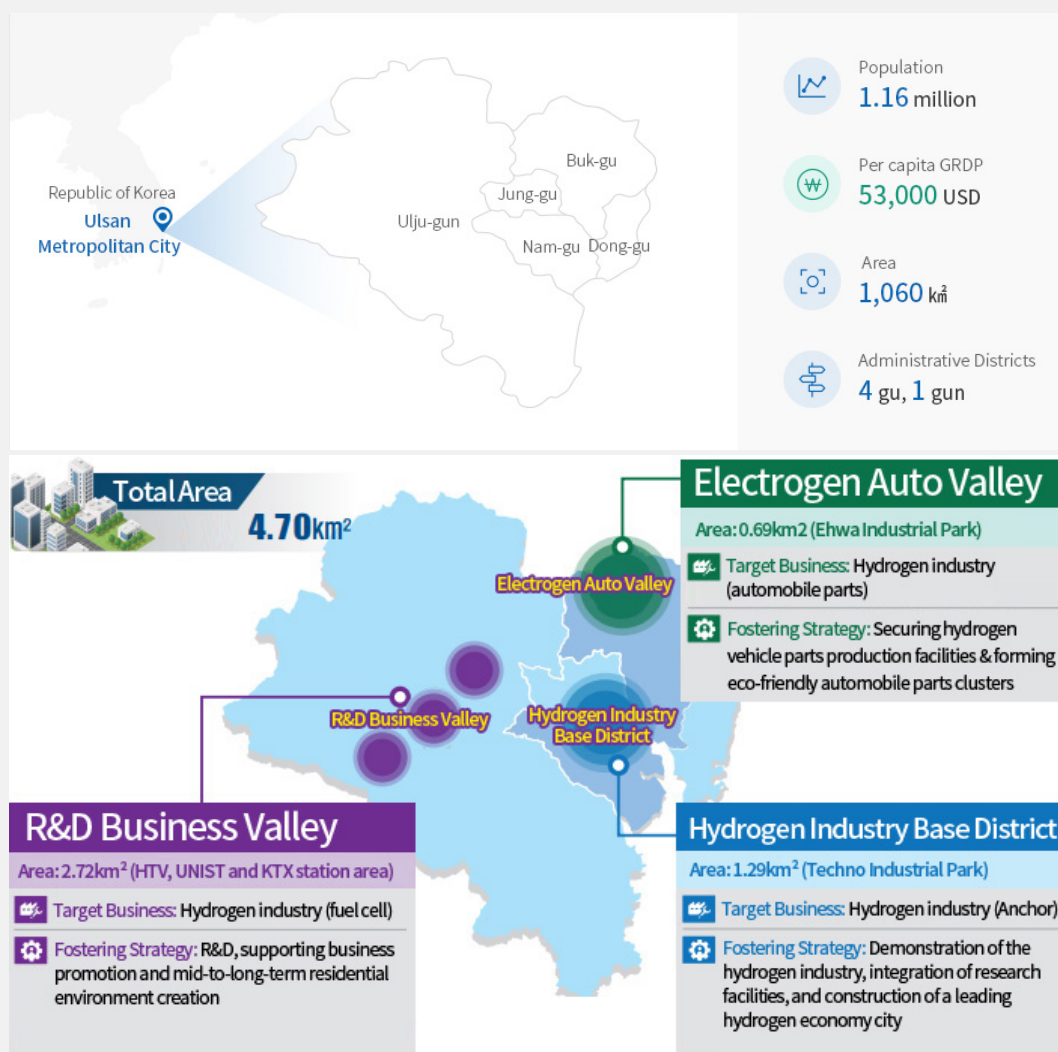 Republic of Korea
Ulsan
Metropolitan City
Ulju-gun
Jung-gu
Buk-gu
Nam-gu
Dong-gu
Population
1.16 million
Per capita GRDP
53,000 USD
Area
1,060 ㎢
Administrative Districts
4 gu, 1 gun
Total Area
4.70km²
Electrogen Auto Valley
R&D Business Valley
Hydrogen Industry
Base District
Electrogen Auto Valley
Area: 0.69km2 (Ehwa Industrial Park)
Target Business: Hydrogen industry
(automobile parts)
Fostering Strategy: Securing hydrogen
vehicle parts production facilities & forming
eco-friendly automobile parts clusters
R&D Business Valley
Area: 2.72km² (HTV, UNIST and KTX station area)
Target Business: Hydrogen industry (fuel cell)
Fostering Strategy: R&D, supporting business
promotion and mid-to-long-term residential
environment creation
Hydrogen Industry Base District
Area: 1.29km² (Techno Industrial Park)
Target Business: Hydrogen industry (Anchor)
Fostering Strategy: Demonstration of the
hydrogen industry, integration of research
facilities, and construction of a leading
hydrogen economy city